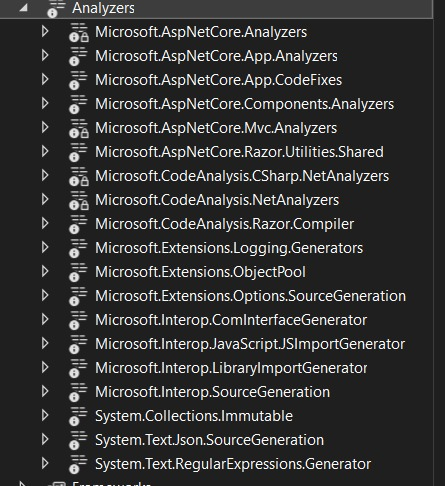 Analyzers
Microsoft.AspNetCore.Analyzers
Microsoft.AspNetCore.App.Analyzers
Microsoft.AspNetCore.App.CodeFixes
Microsoft.AspNetCore.Components.Analyzers
Microsoft.AspNetCore.Mvc.Analyzers
Microsoft.AspNetCore.Razor.Utilities.Shared
Microsoft.CodeAnalysis.CSharp.NetAnalyzers
Microsoft.CodeAnalysis.NetAnalyzers
Microsoft.CodeAnalysis.Razor.Compiler
Microsoft.Extensions.Logging.Generators
Microsoft.Extensions.ObjectPool
Microsoft.Extensions.Options.SourceGeneration
Microsoft.Interop.ComInterfaceGenerator
Microsoft.Interop.JavaScript.JSImportGenerator
Microsoft.Interop.LibraryImportGenerator
Microsoft.Interop.SourceGeneration
System.Collections.Immutable
System.Text.Json.SourceGeneration
System.Text.RegularExpressions.Generator
Frameworks